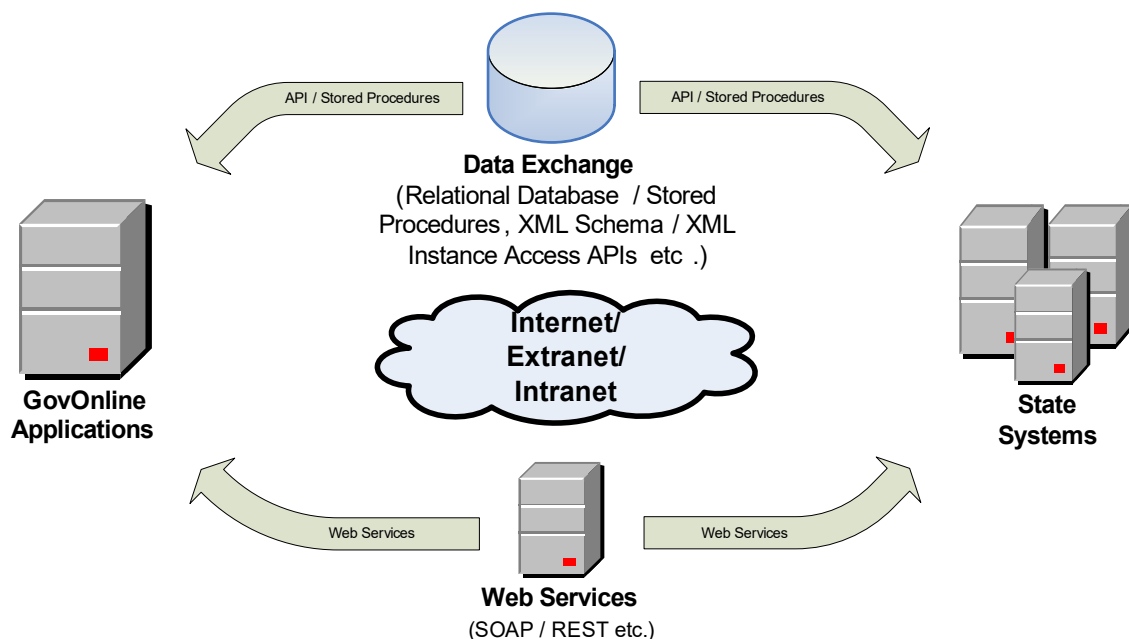 API / Stored Procedures
API / Stored Procedures
Data Exchange
(Relational Database / Stored
Procedures, XML Schema / XML
Instance Access APIs etc .)
Internet/
Extranet/
Intranet
GovOnline
Applications
State
Systems
Web Services
Web Services
Web Services
(SOAP / REST etc.)